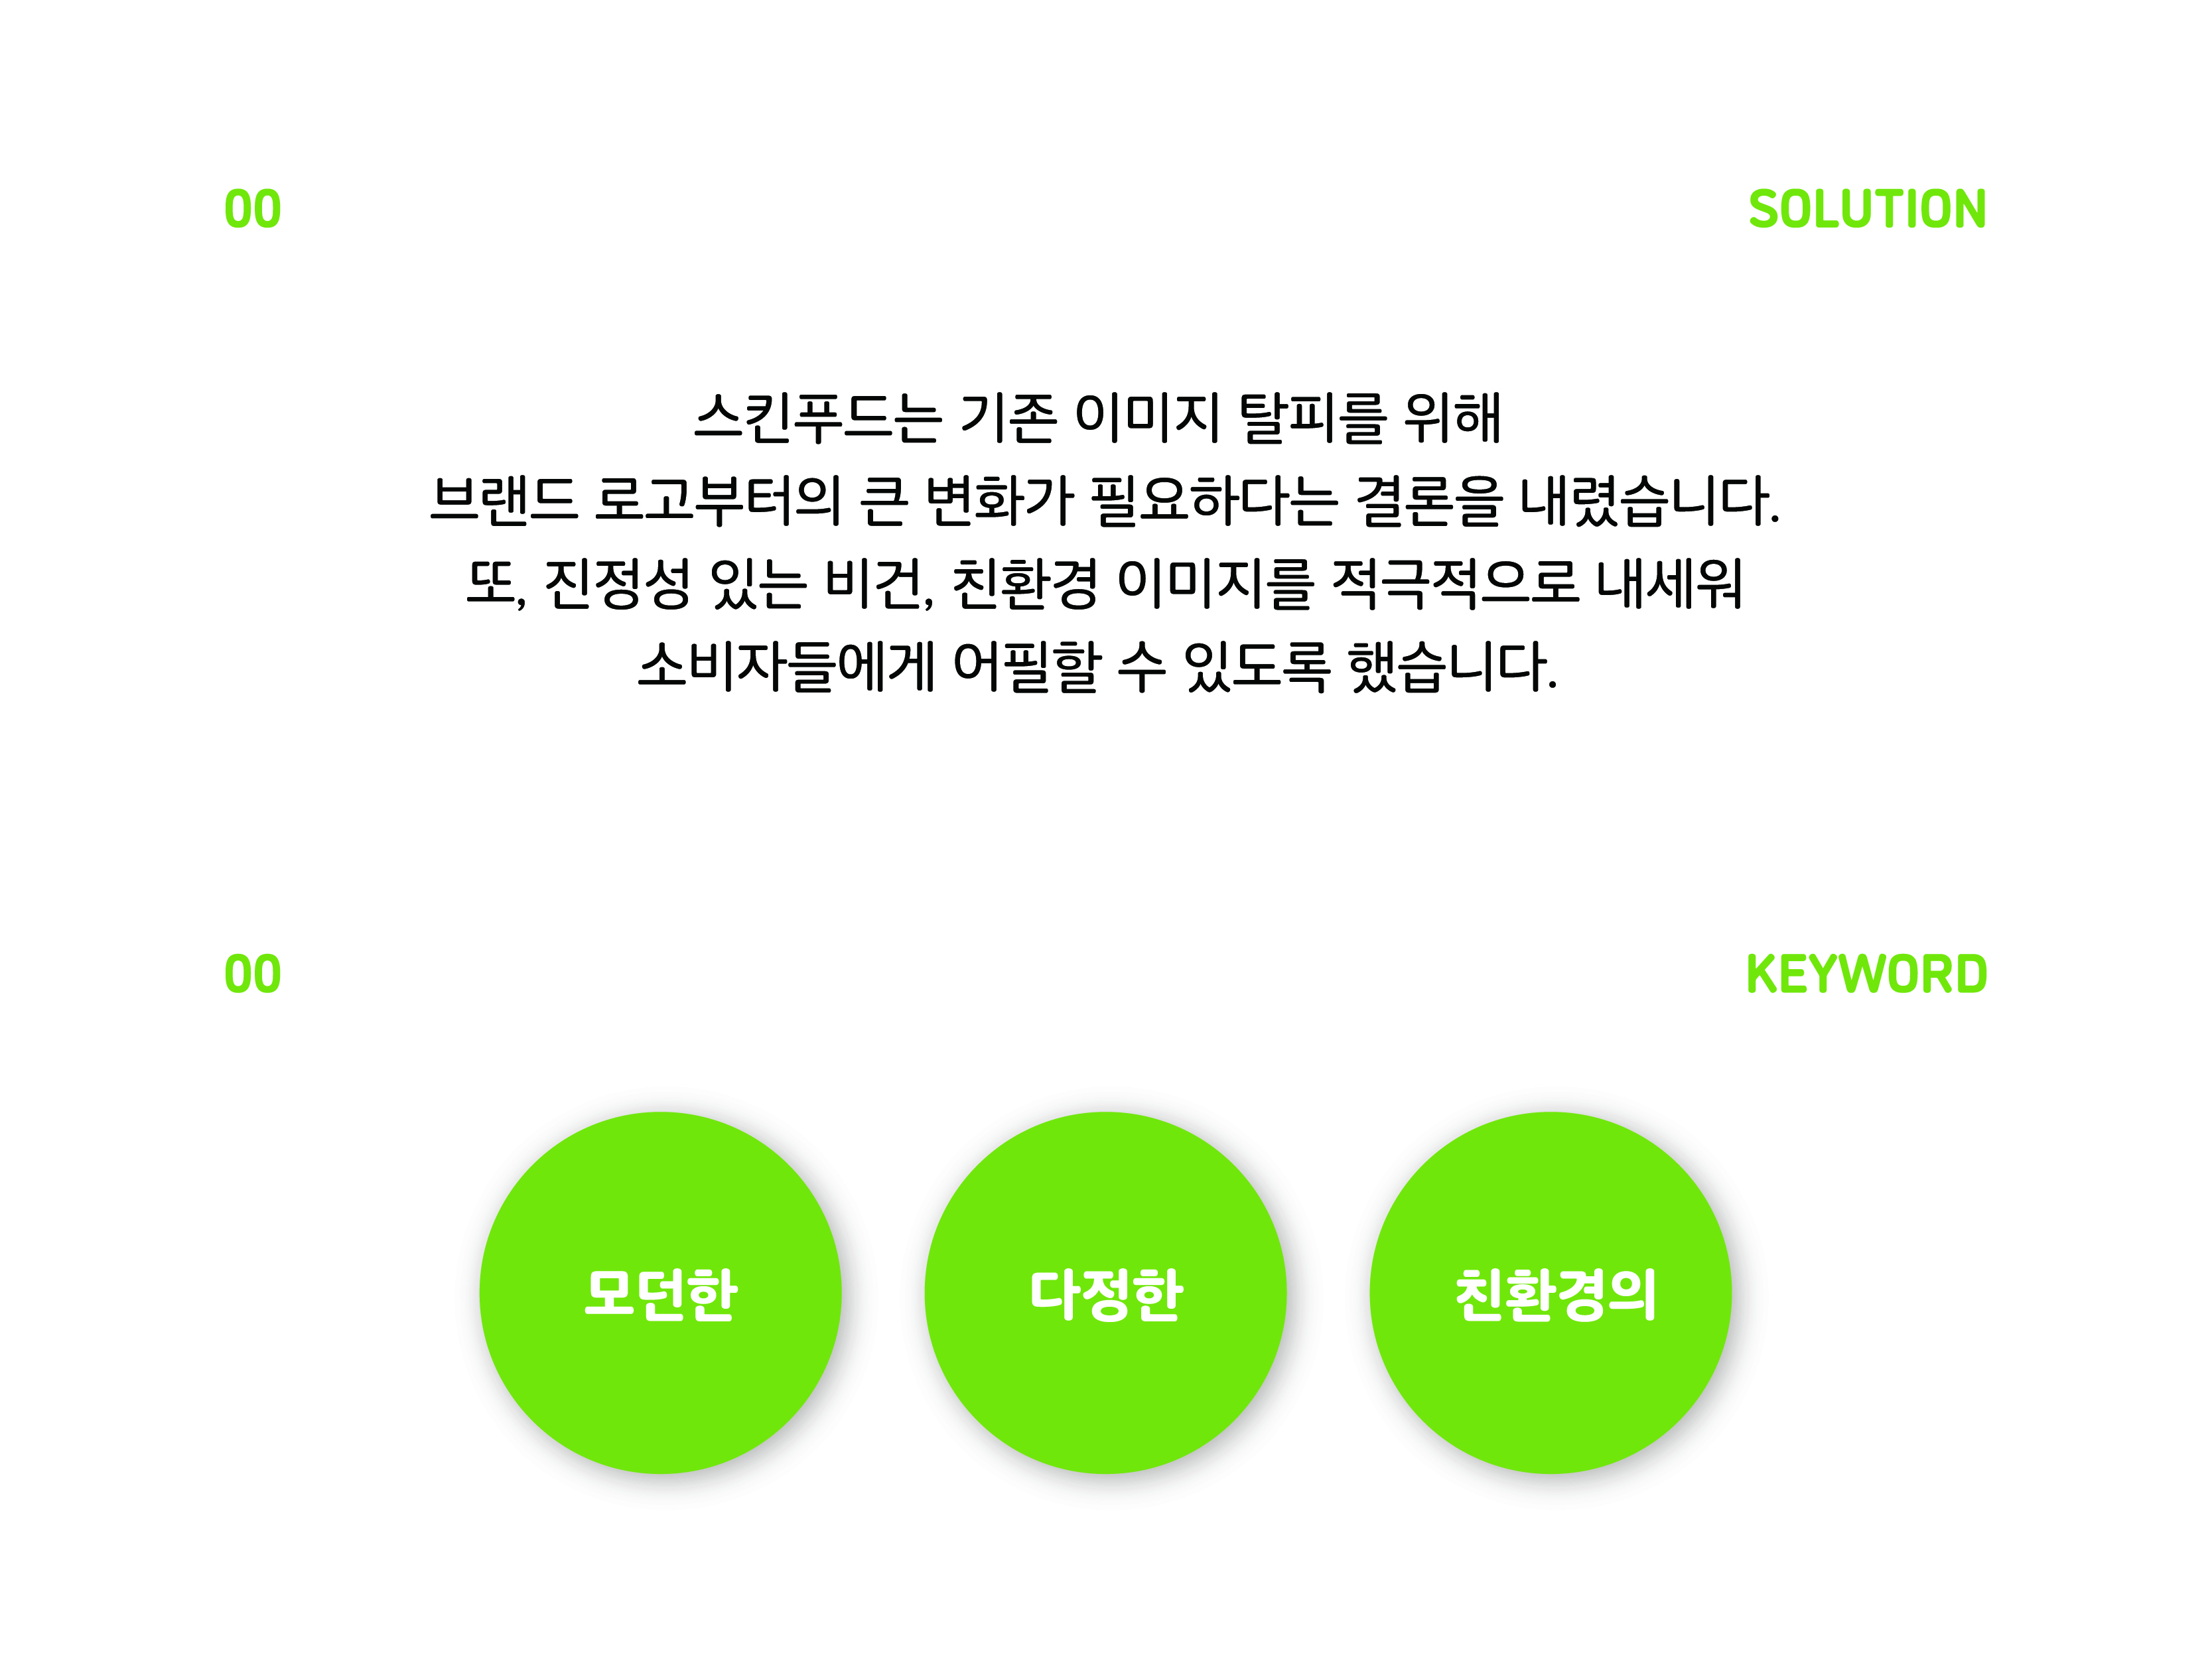 00
SOLUTION
스킨푸드는 기존 이미지 탈피를 위해
브랜드 로고부터의 큰 변화가 필요하다는 결론을 내렸습니다.
또, 진정성 있는 비건, 친환경 이미지를 적극적으로 내세워
소비자들에게 어필할 수 있도록 했습니다.
00
KEYWORD
모던한
다정한
친환경의